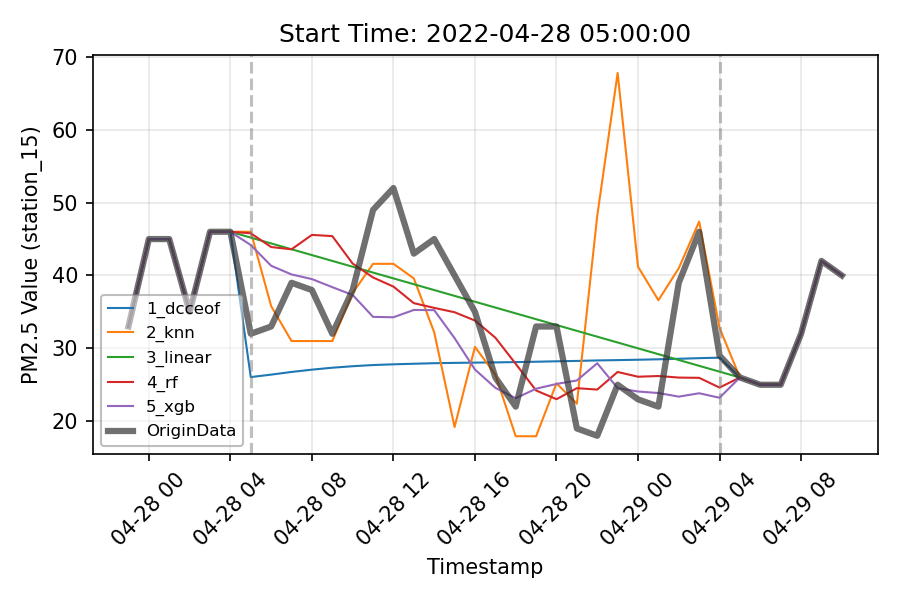 Start Time: 2022-04-28 05:00:00
PM2.5 Value (station_15)
70
60
50
40
30
20
1_dceof
2_knn
3_linear
4_rf
5_xgb
OriginData
04-28 00
04-28 04
04-28 08
04-28 12
04-28 16
04-28 20
04-29 00
04-29 04
04-29 08
Timestamp